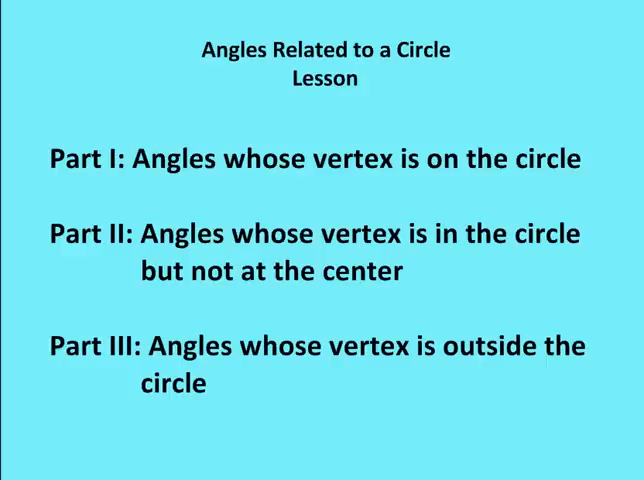 Angles Related to a Circle
Lesson
Part I: Angles whose vertex is on the circle
Part II: Angles whose vertex is in the circle
but not at the center
Part III: Angles whose vertex is outside the
circle